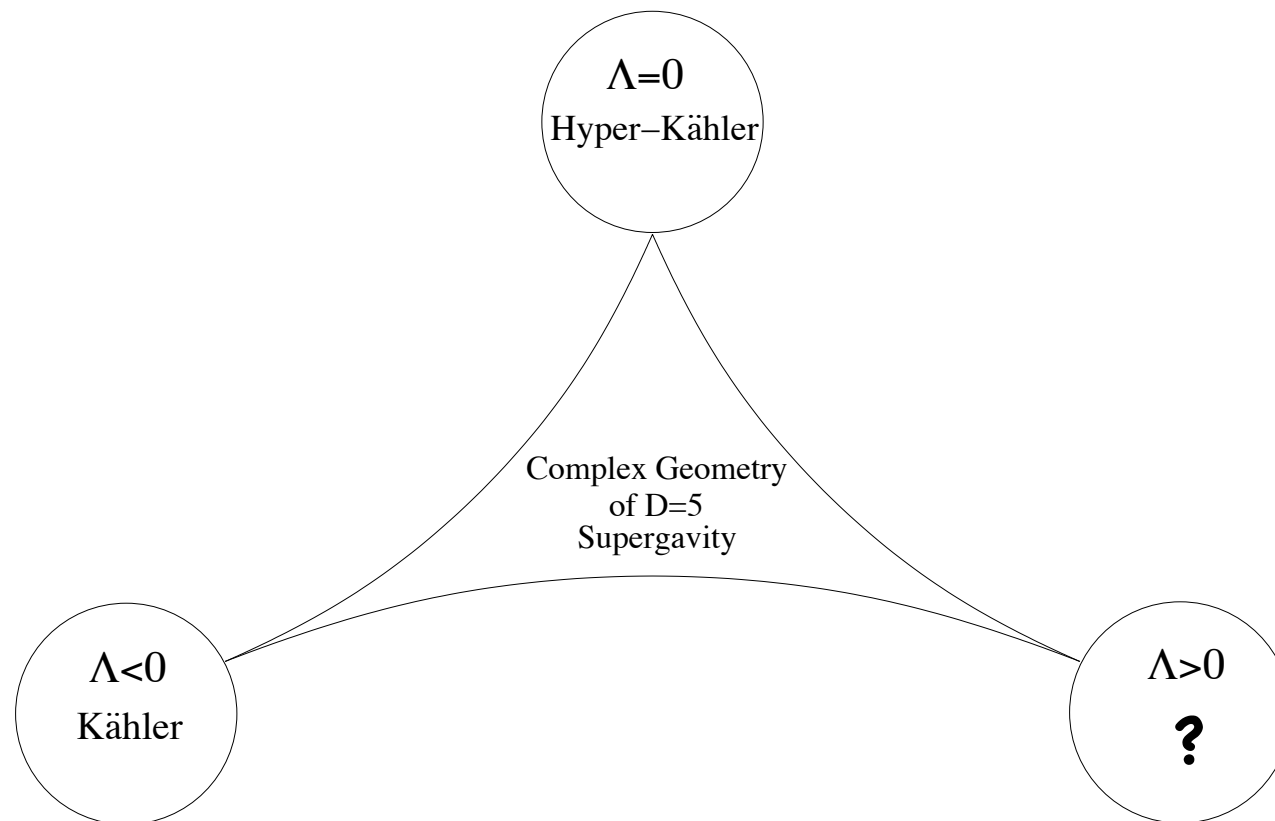 Λ=0
Hyper–Kähler
Complex Geometry
of D=5
Supergavity
Λ<0
Kähler
Λ>0
?